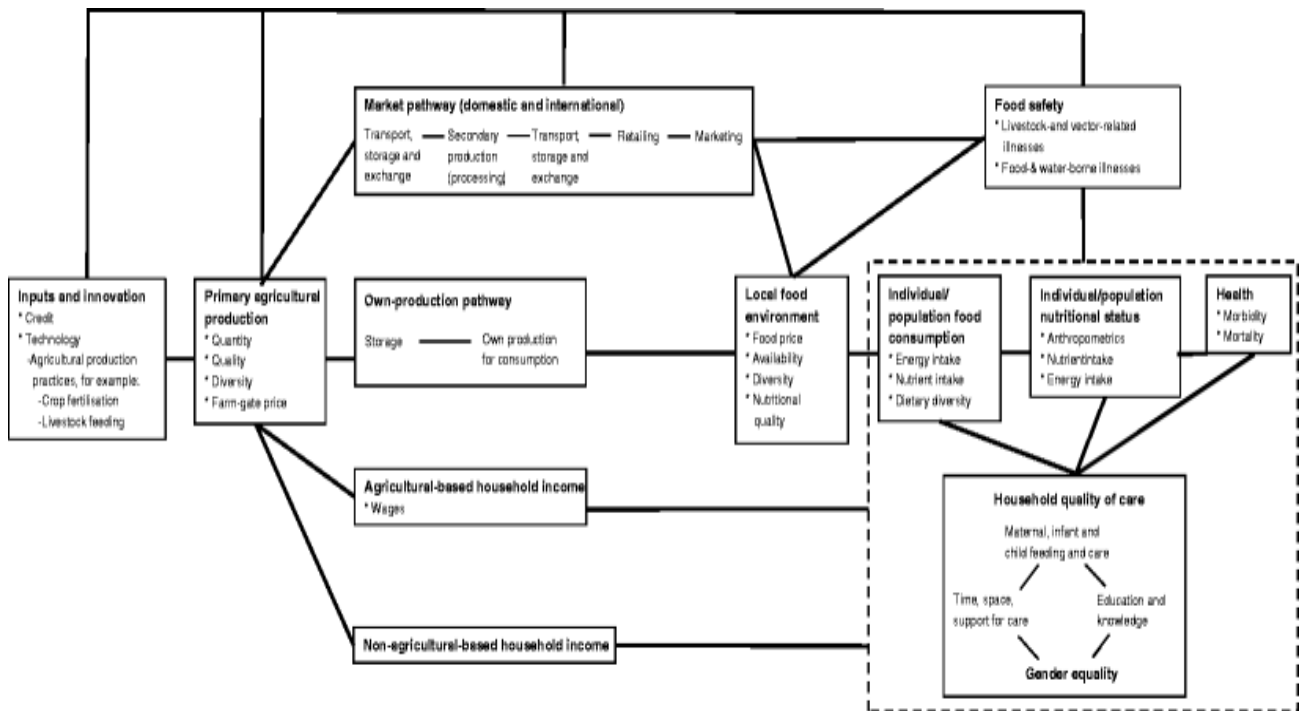 Market pathway (domestic and international)
Transport,
storage and
exchange
Secondary
production
(processing)
Transport,
storage and
exchange
Retailing
Marketing
Food safety
* Livestock-and vector-related
illnesses
* Food-& water-borne illnesses
Inputs and innovation
* Credit
* Technology
-Agricultural production
practices, for example:
-Crop fertilisation
-Livestock feeding
Primary agricultural
production
* Quantity
* Quality
* Diversity
* Farm-gate price
Own-production pathway
Storage
Own production
for consumption
Local food
environment
* Food price
* Availability
* Diversity
* Nutritional
quality
Individual/
population food
consumption
* Energy intake
* Nutrient intake
* Dietary diversity
Individual/population
nutritional status
* Anthropometrics
* Nutrientintake
* Energy intake
Health
* Morbidity
* Mortality
Agricultural-based household income
* Wages
Non-agricultural-based household income
Household quality of care
Maternal, infant and
child feeding and care
Time, space,
support for care
Education and
knowledge
Gender equality